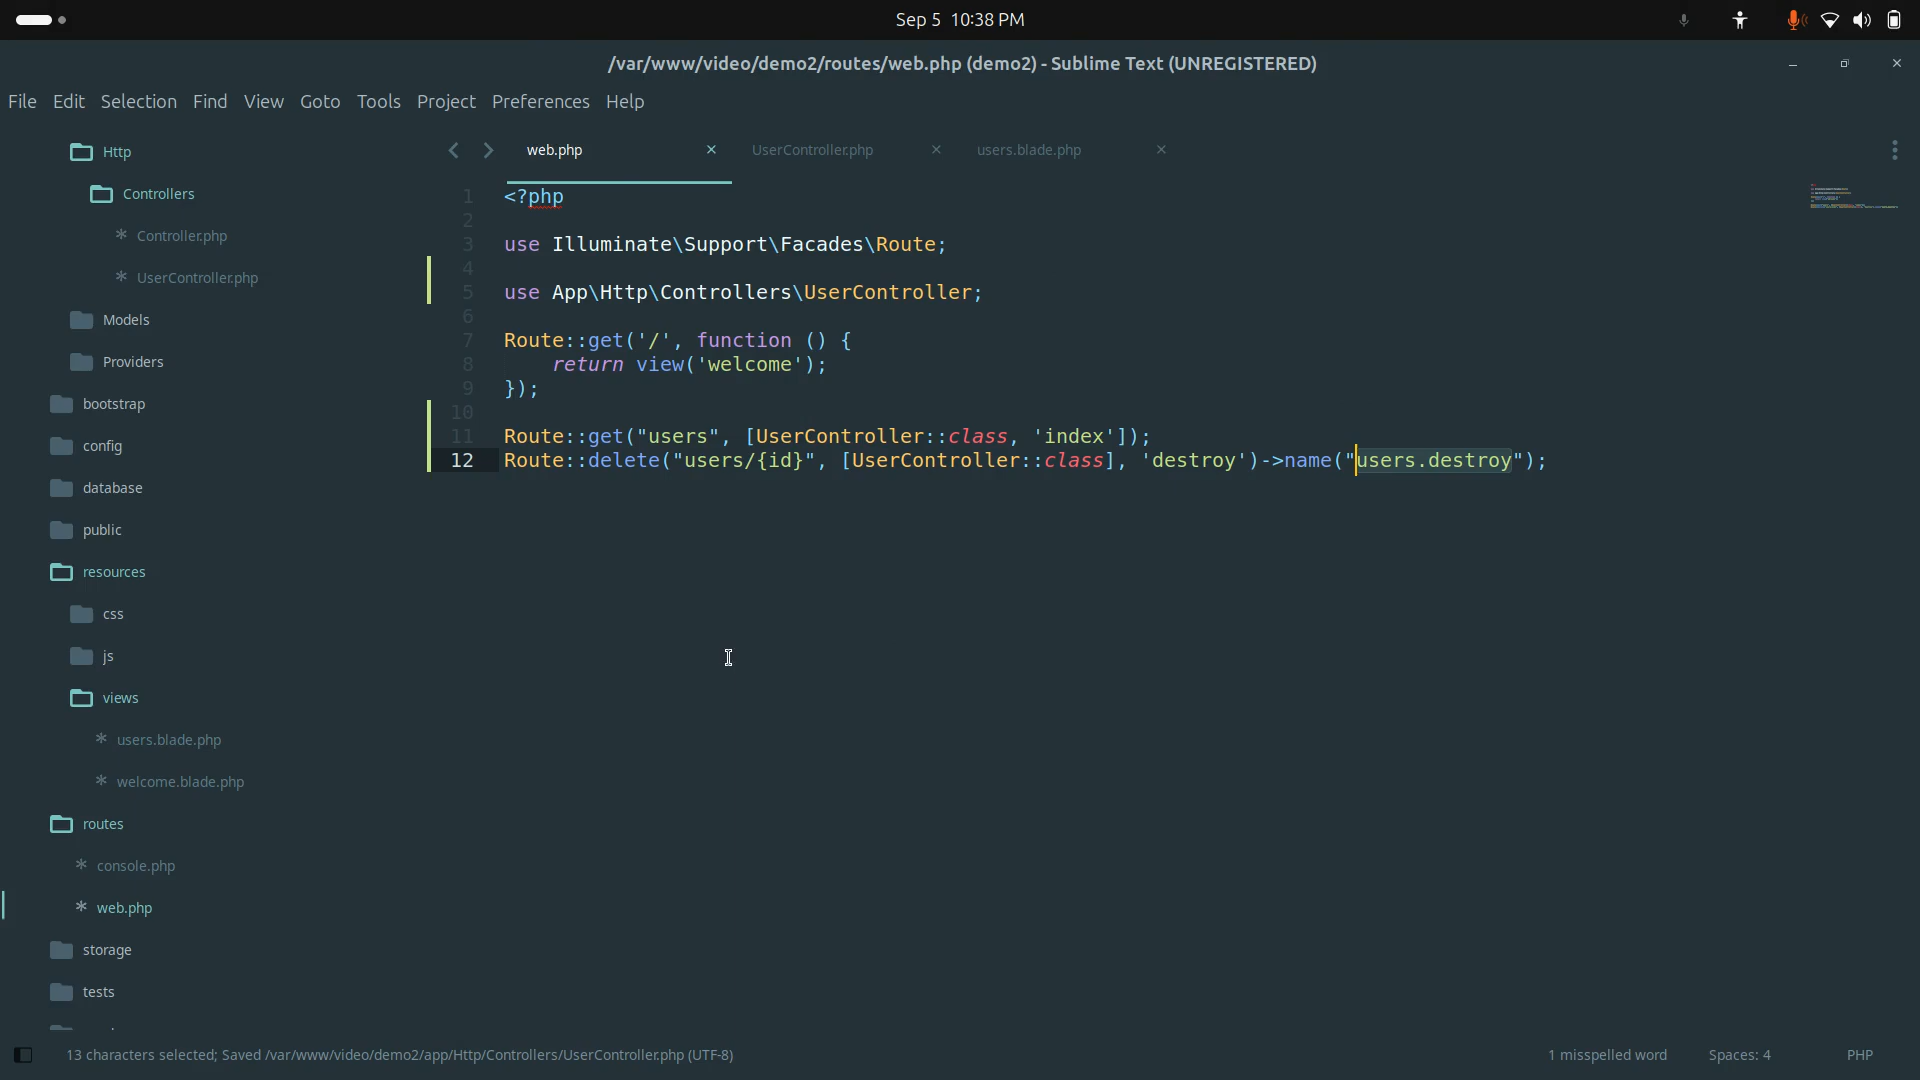 Sep 5 10:38 PM
/var/www/video/demo2/routes/web.php (demo2) - Sublime Text (UNREGISTERED)
File Edit Selection Find View Goto Tools Project Preferences Help
Http
Controllers
Controller.php
UserController.php
Models
Providers
bootstrap
config
database
public
resources
css
js
views
users.blade.php
welcome.blade.php
routes
console.php
web.php
storage
tests
web.php UserController.php users.blade.php
1 <?php
2
3 use Illuminate\Support\Facades\Route;
4
5 use App\Http\Controllers\UserController;
6
7 Route::get('/', function () {
8 return view('welcome');
9 });
10
11 Route::get("users", [UserController::class, 'index']);
12 Route::delete("users/{id}", [UserController::class], 'destroy')->name("users.destroy");
13 characters selected; Saved /var/www/video/demo2/app/Http/Controllers/UserController.php (UTF-8)
1 misspelled word Spaces: 4 PHP